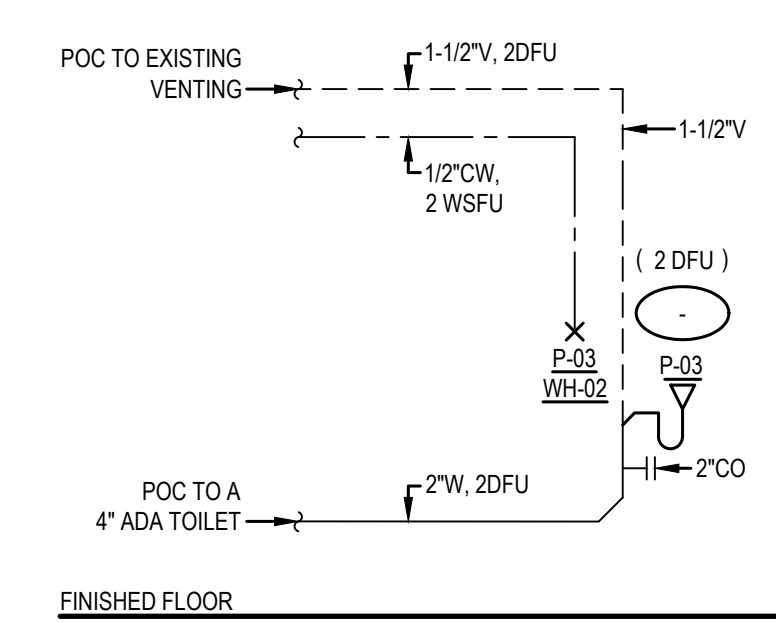 POC TO EXISTING
VENTING
1-1/2"V, 2DFU
1-1/2"V
1/2"CW,
2 WSFU
( 2 DFU )
-
P-03
WH-02
P-03
2"CO
POC TO A
4" ADA TOILET
2"W, 2DFU
FINISHED FLOOR